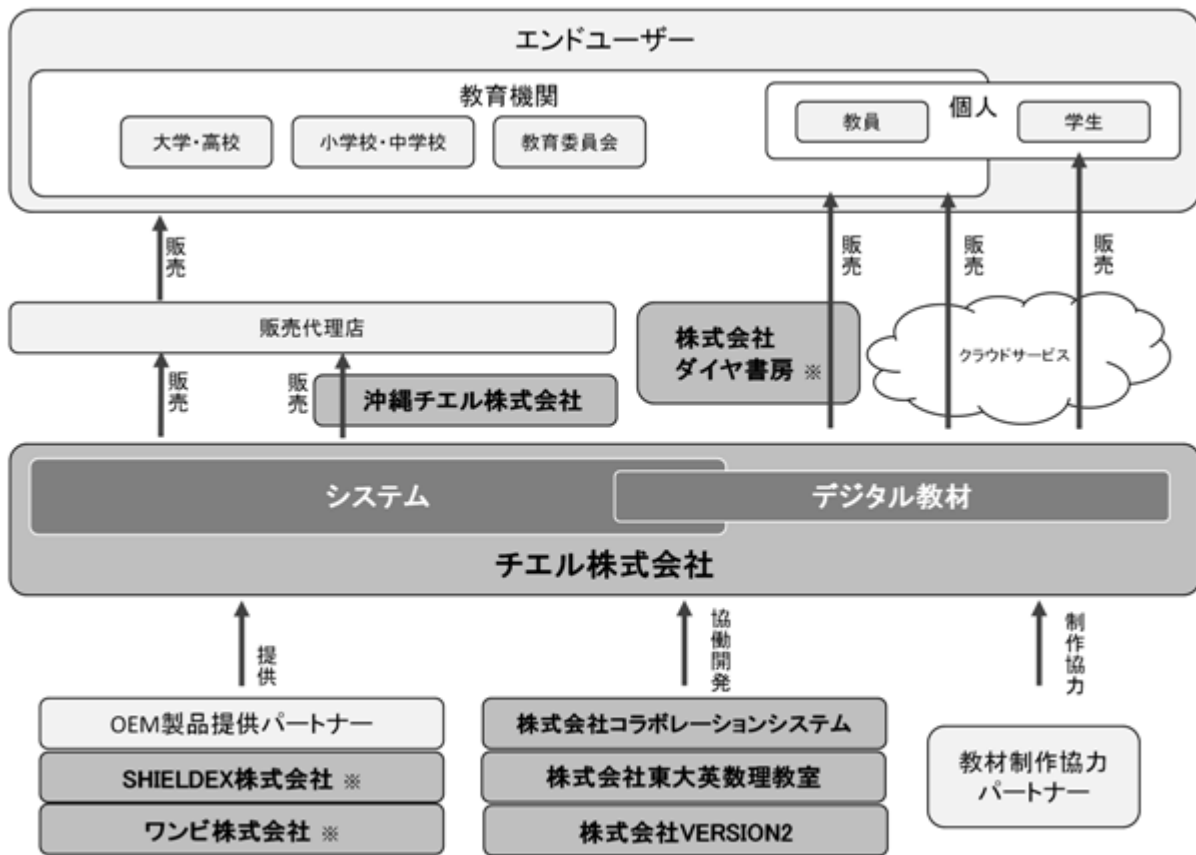 エンドユーザー
教育機関
個人
大学・高校
小学校・中学校
教育委員会
教員
学生
販売
販売
販売
販売
販売代理店
株式会社
ダイヤ書房 ※
クラウドサービス
販売
販売
沖縄チエル株式会社
システム
デジタル教材
チエル株式会社
提供
協働開発
制作協力
OEM製品提供パートナー
SHIELDEX株式会社 ※
ワンビ株式会社 ※
株式会社コラボレーションシステム
株式会社東大英数理教室
株式会社VERSION2
教材制作協力
パートナー